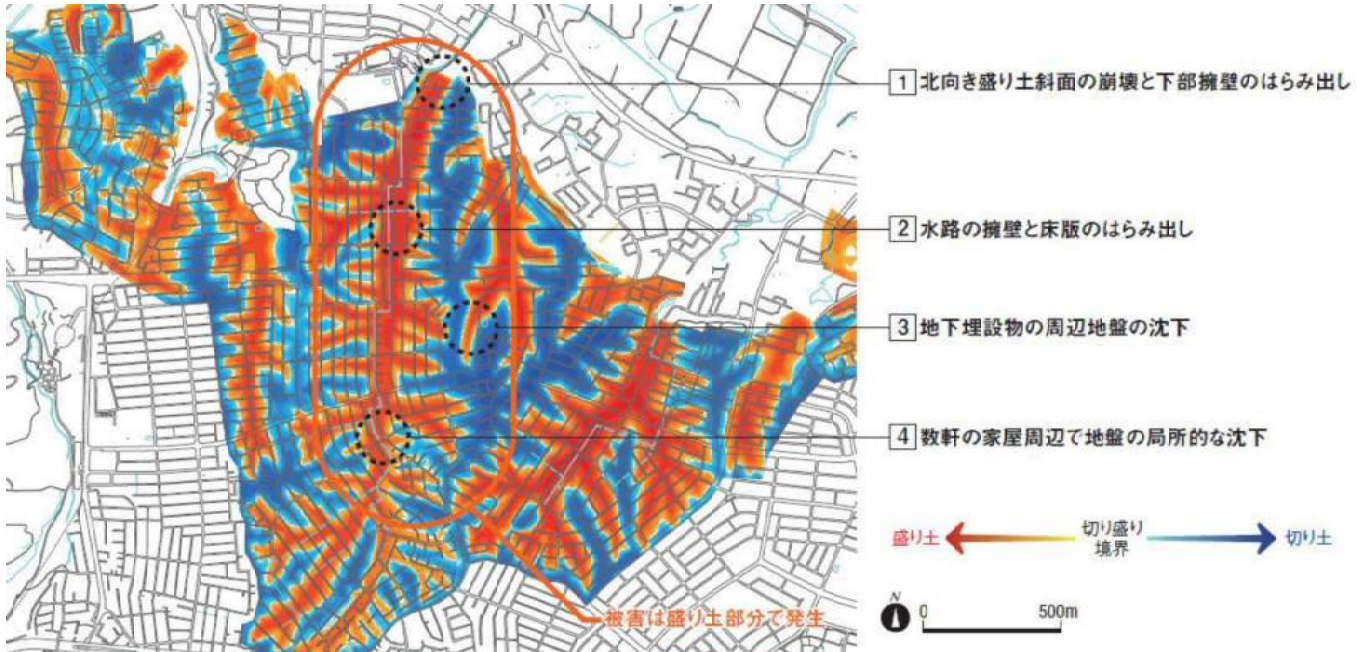 1 北向き盛り土斜面の崩壊と下部擁壁のはらみ出し
2 水路の擁壁と床版のはらみ出し
3 地下埋設物の周辺地盤の沈下
4 数軒の家屋周辺で地盤の局所的な沈下
盛り土
切り盛り
境界
切り土
N
0 500m
被害は盛り土部分で発生